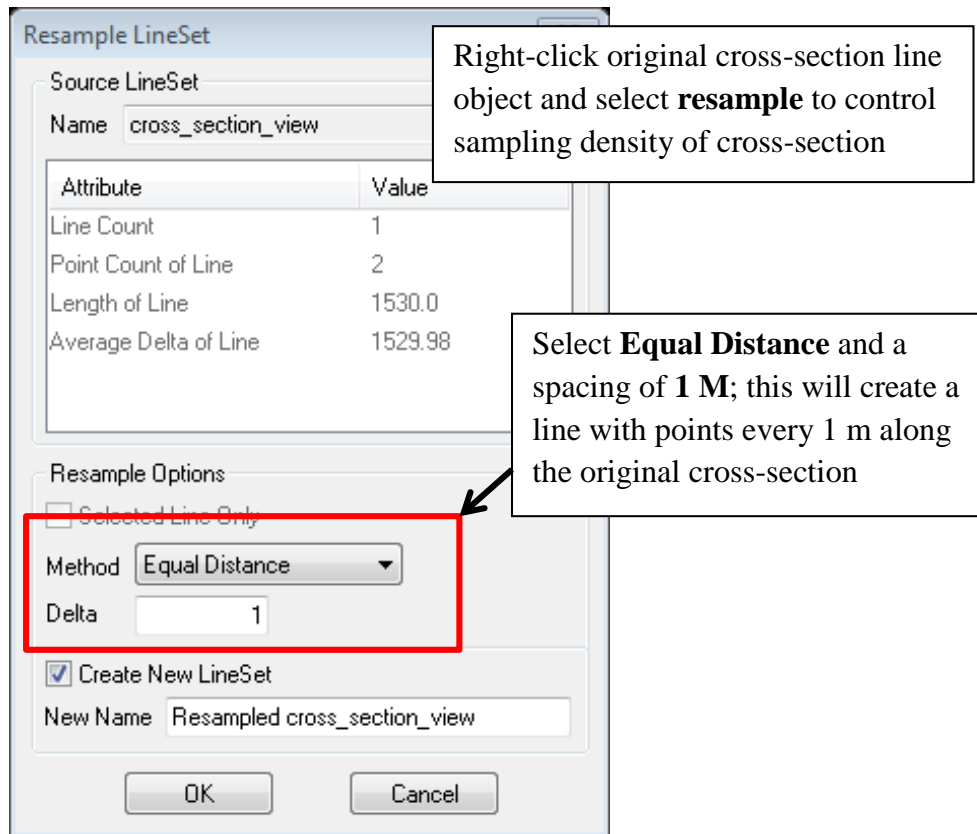 Resample LineSet
Right-click original cross-section line
object and select resample to control
sampling density of cross-section
Source LineSet
Name cross_section_view
Attribute Value
Line Count 1
Point Count of Line 2
Length of Line 1530.0
Average Delta of Line 1529.98
Select Equal Distance and a
spacing of 1 M; this will create a
line with points every 1 m along
the original cross-section
Resample Options
Selected Line Only
Method Equal Distance
Delta 1
Create New LineSet
New Name Resampled cross_section_view
OK Cancel